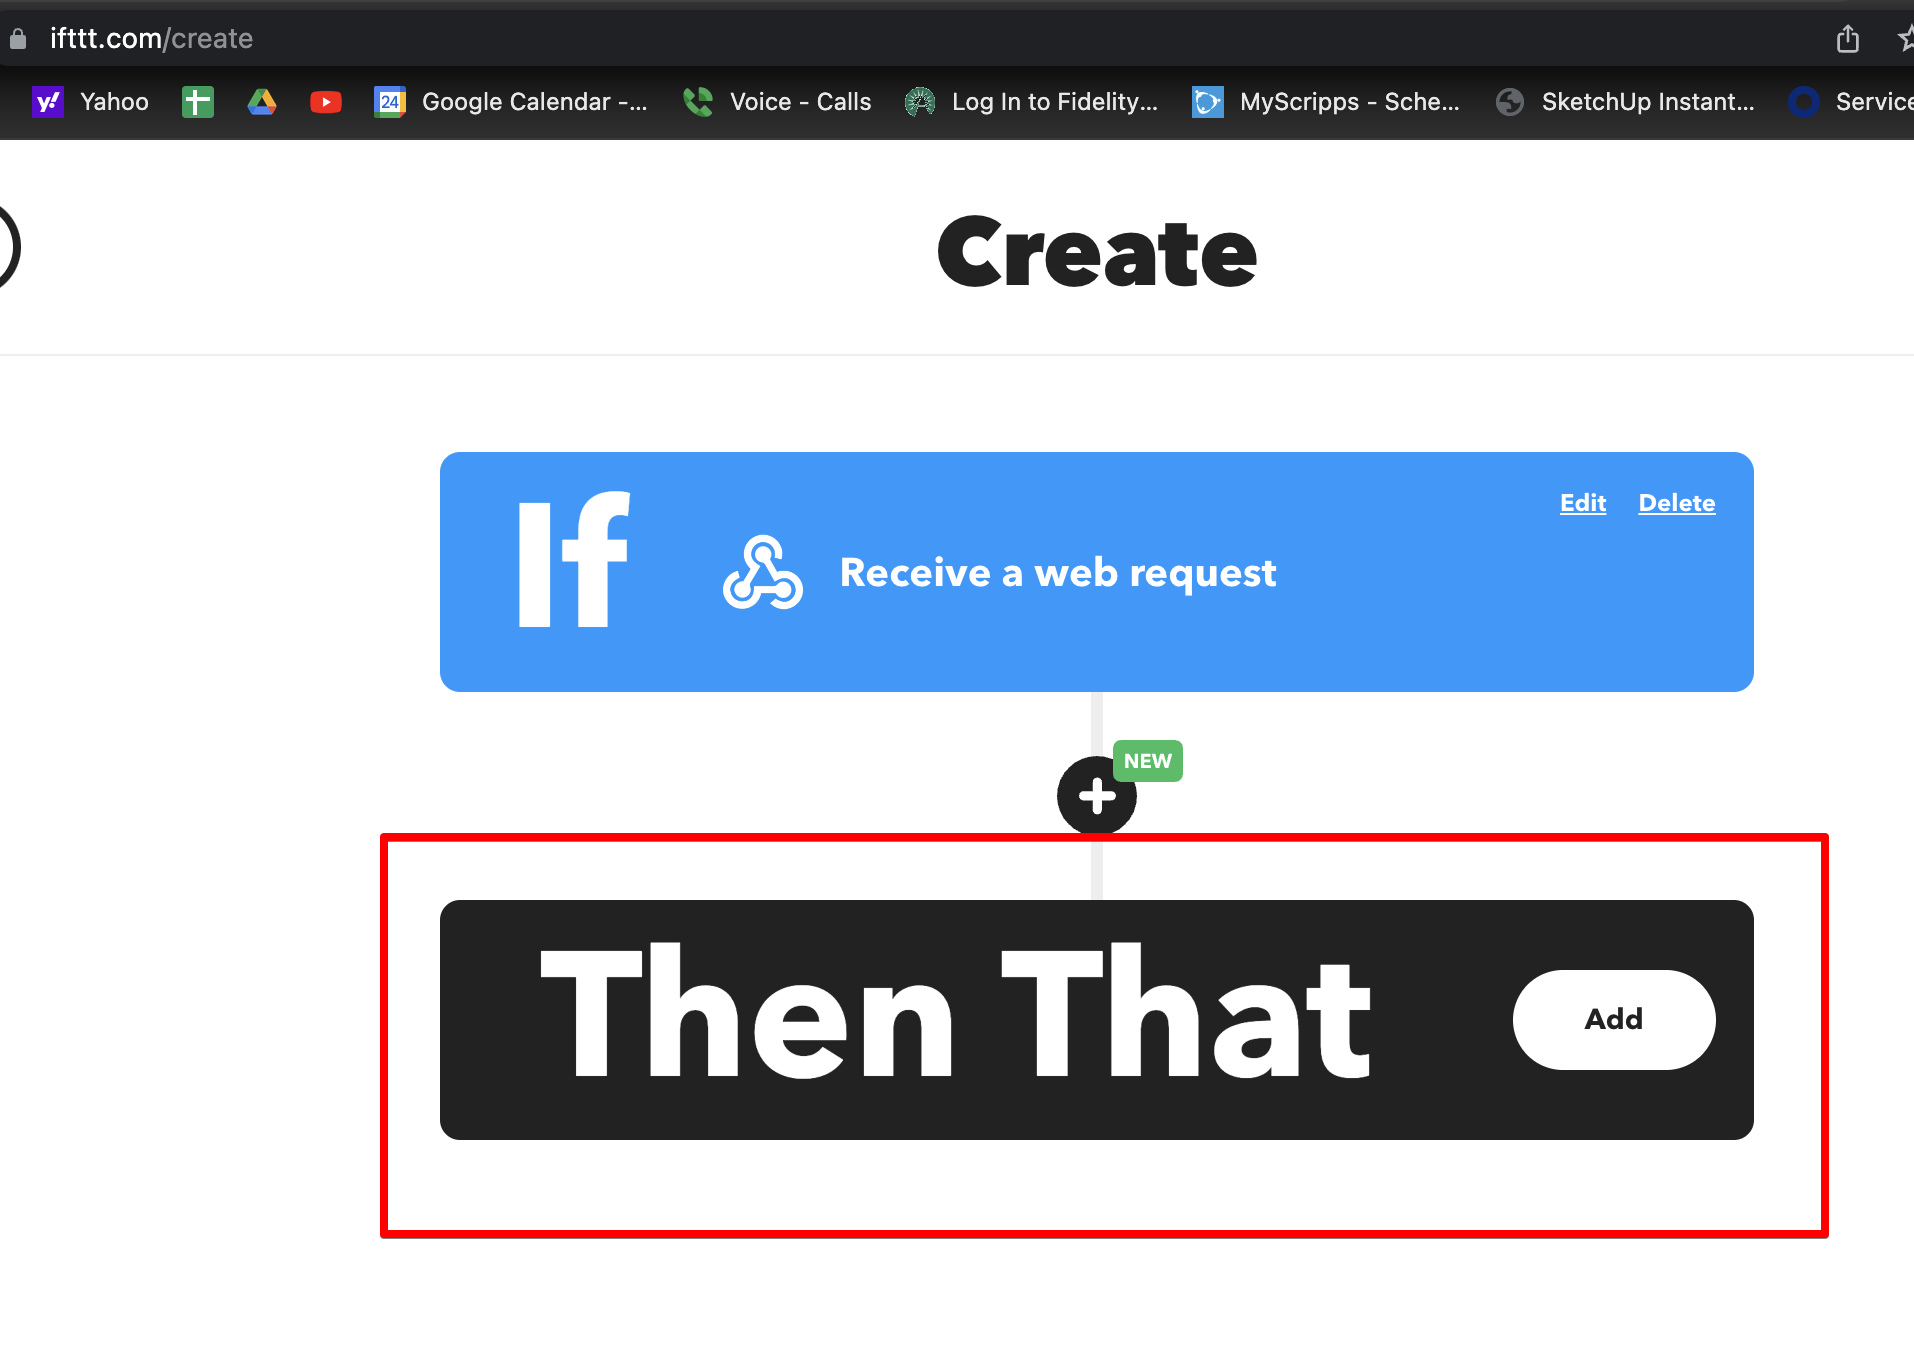 ifttt.com/create
Yahoo Google Calendar -... Voice - Calls Log In to Fidelity... MyScripps - Sche... SketchUp Instant... Service
Create
If Receive a web request Edit Delete
NEW
Then That Add